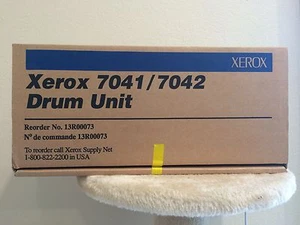 XEROX
Xerox 7041/7042
Drum Unit
Reorder No. 13R00073
N° de commande 13R00073
To reorder call Xerox Supply Net
1-800-822-2200 in USA